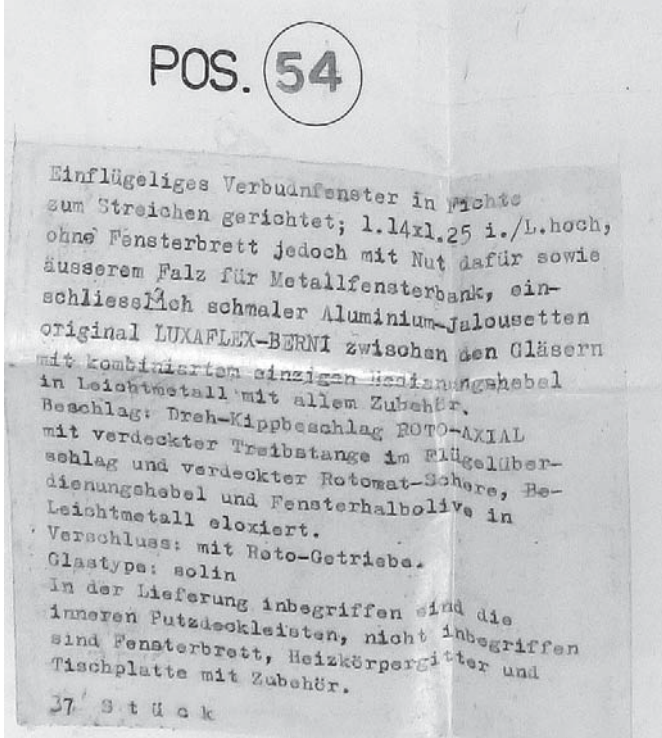 POS. 54
Einflügeliges Verbudnfenster in Fichte
zum Streichen gerichtet; 1.14x1.25 i./L.hoch,
ohne Fensterbrett jedoch mit Nut dafür sowie
äusserem Falz für Metallfensterbank, ein-
schliesslich schmaler Aluminium-Jalousetten
original LUXAFLEX-BERNI zwischen den Gläsern
mit kombiniertem einzigen Bedienungshebel
in Leichtmetall mit allem Zubehör.
Beschlag: Dreh-Kippbeschlag ROTO-AXIAL
mit verdeckter Treibstange im Flügelüber-
schlag und verdeckter Rotomat-Schere, Be-
dienungshebel und Fensterhalbolive in
Leichtmetall eloxiert.
Verschluss: mit Roto-Getriebe.
Glastype: solin
In der Lieferung inbegriffen sind die
inneren Putzdeckleisten, nicht inbegriffen
sind Fensterbrett, Heizkörpergitter und
Tischplatte mit Zubehör.
37 Stück